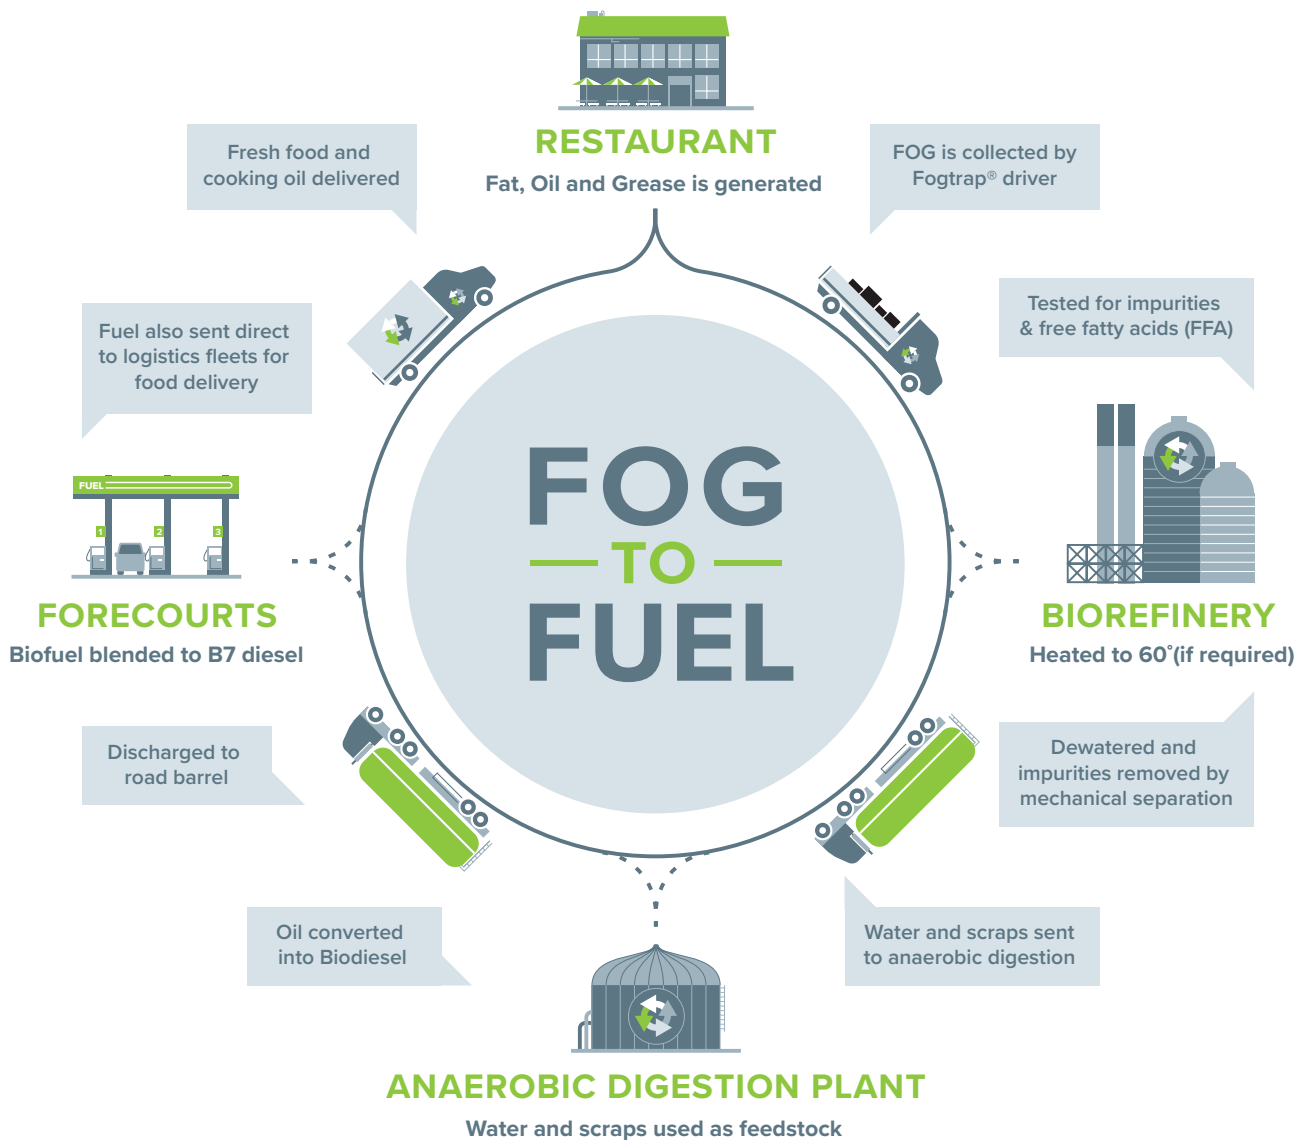 RESTAURANT
Fat, Oil and Grease is generated
FOG is collected by
Fogtrap® driver
Tested for impurities
& free fatty acids (FFA)
BIOREFINERY
Heated to 60°(if required)
Dewatered and
impurities removed by
mechanical separation
Water and scraps sent
to anaerobic digestion
ANAEROBIC DIGESTION PLANT
Water and scraps used as feedstock
Oil converted
into Biodiesel
Discharged to
road barrel
FUEL
1
2
3
FORECOURTS
Biofuel blended to B7 diesel
Fuel also sent direct
to logistics fleets for
food delivery
Fresh food and
cooking oil delivered
FOG
TO
FUEL